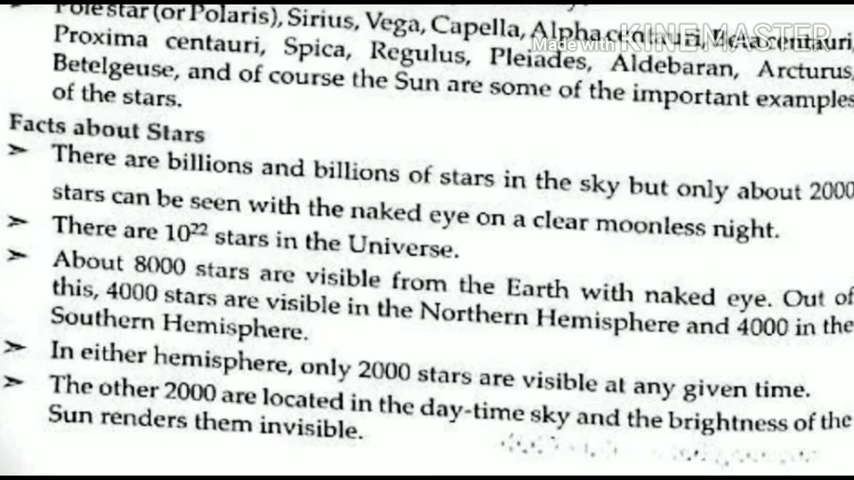 ➤ Polestar (or Polaris), Sirius, Vega, Capella, Alphacentauri, Betacentauri,
Made with KINEMASTER
Proxima centauri, Spica, Regulus, Pleiades, Aldebaran, Arcturus,
Betelgeuse, and of course the Sun are some of the important examples
of the stars.
Facts about Stars
➤ There are billions and billions of stars in the sky but only about 2000
stars can be seen with the naked eye on a clear moonless night.
➤ There are 10²² stars in the Universe.
➤ About 8000 stars are visible from the Earth with naked eye. Out of
this, 4000 stars are visible in the Northern Hemisphere and 4000 in the
Southern Hemisphere.
➤ In either hemisphere, only 2000 stars are visible at any given time.
➤ The other 2000 are located in the day-time sky and the brightness of the
Sun renders them invisible.